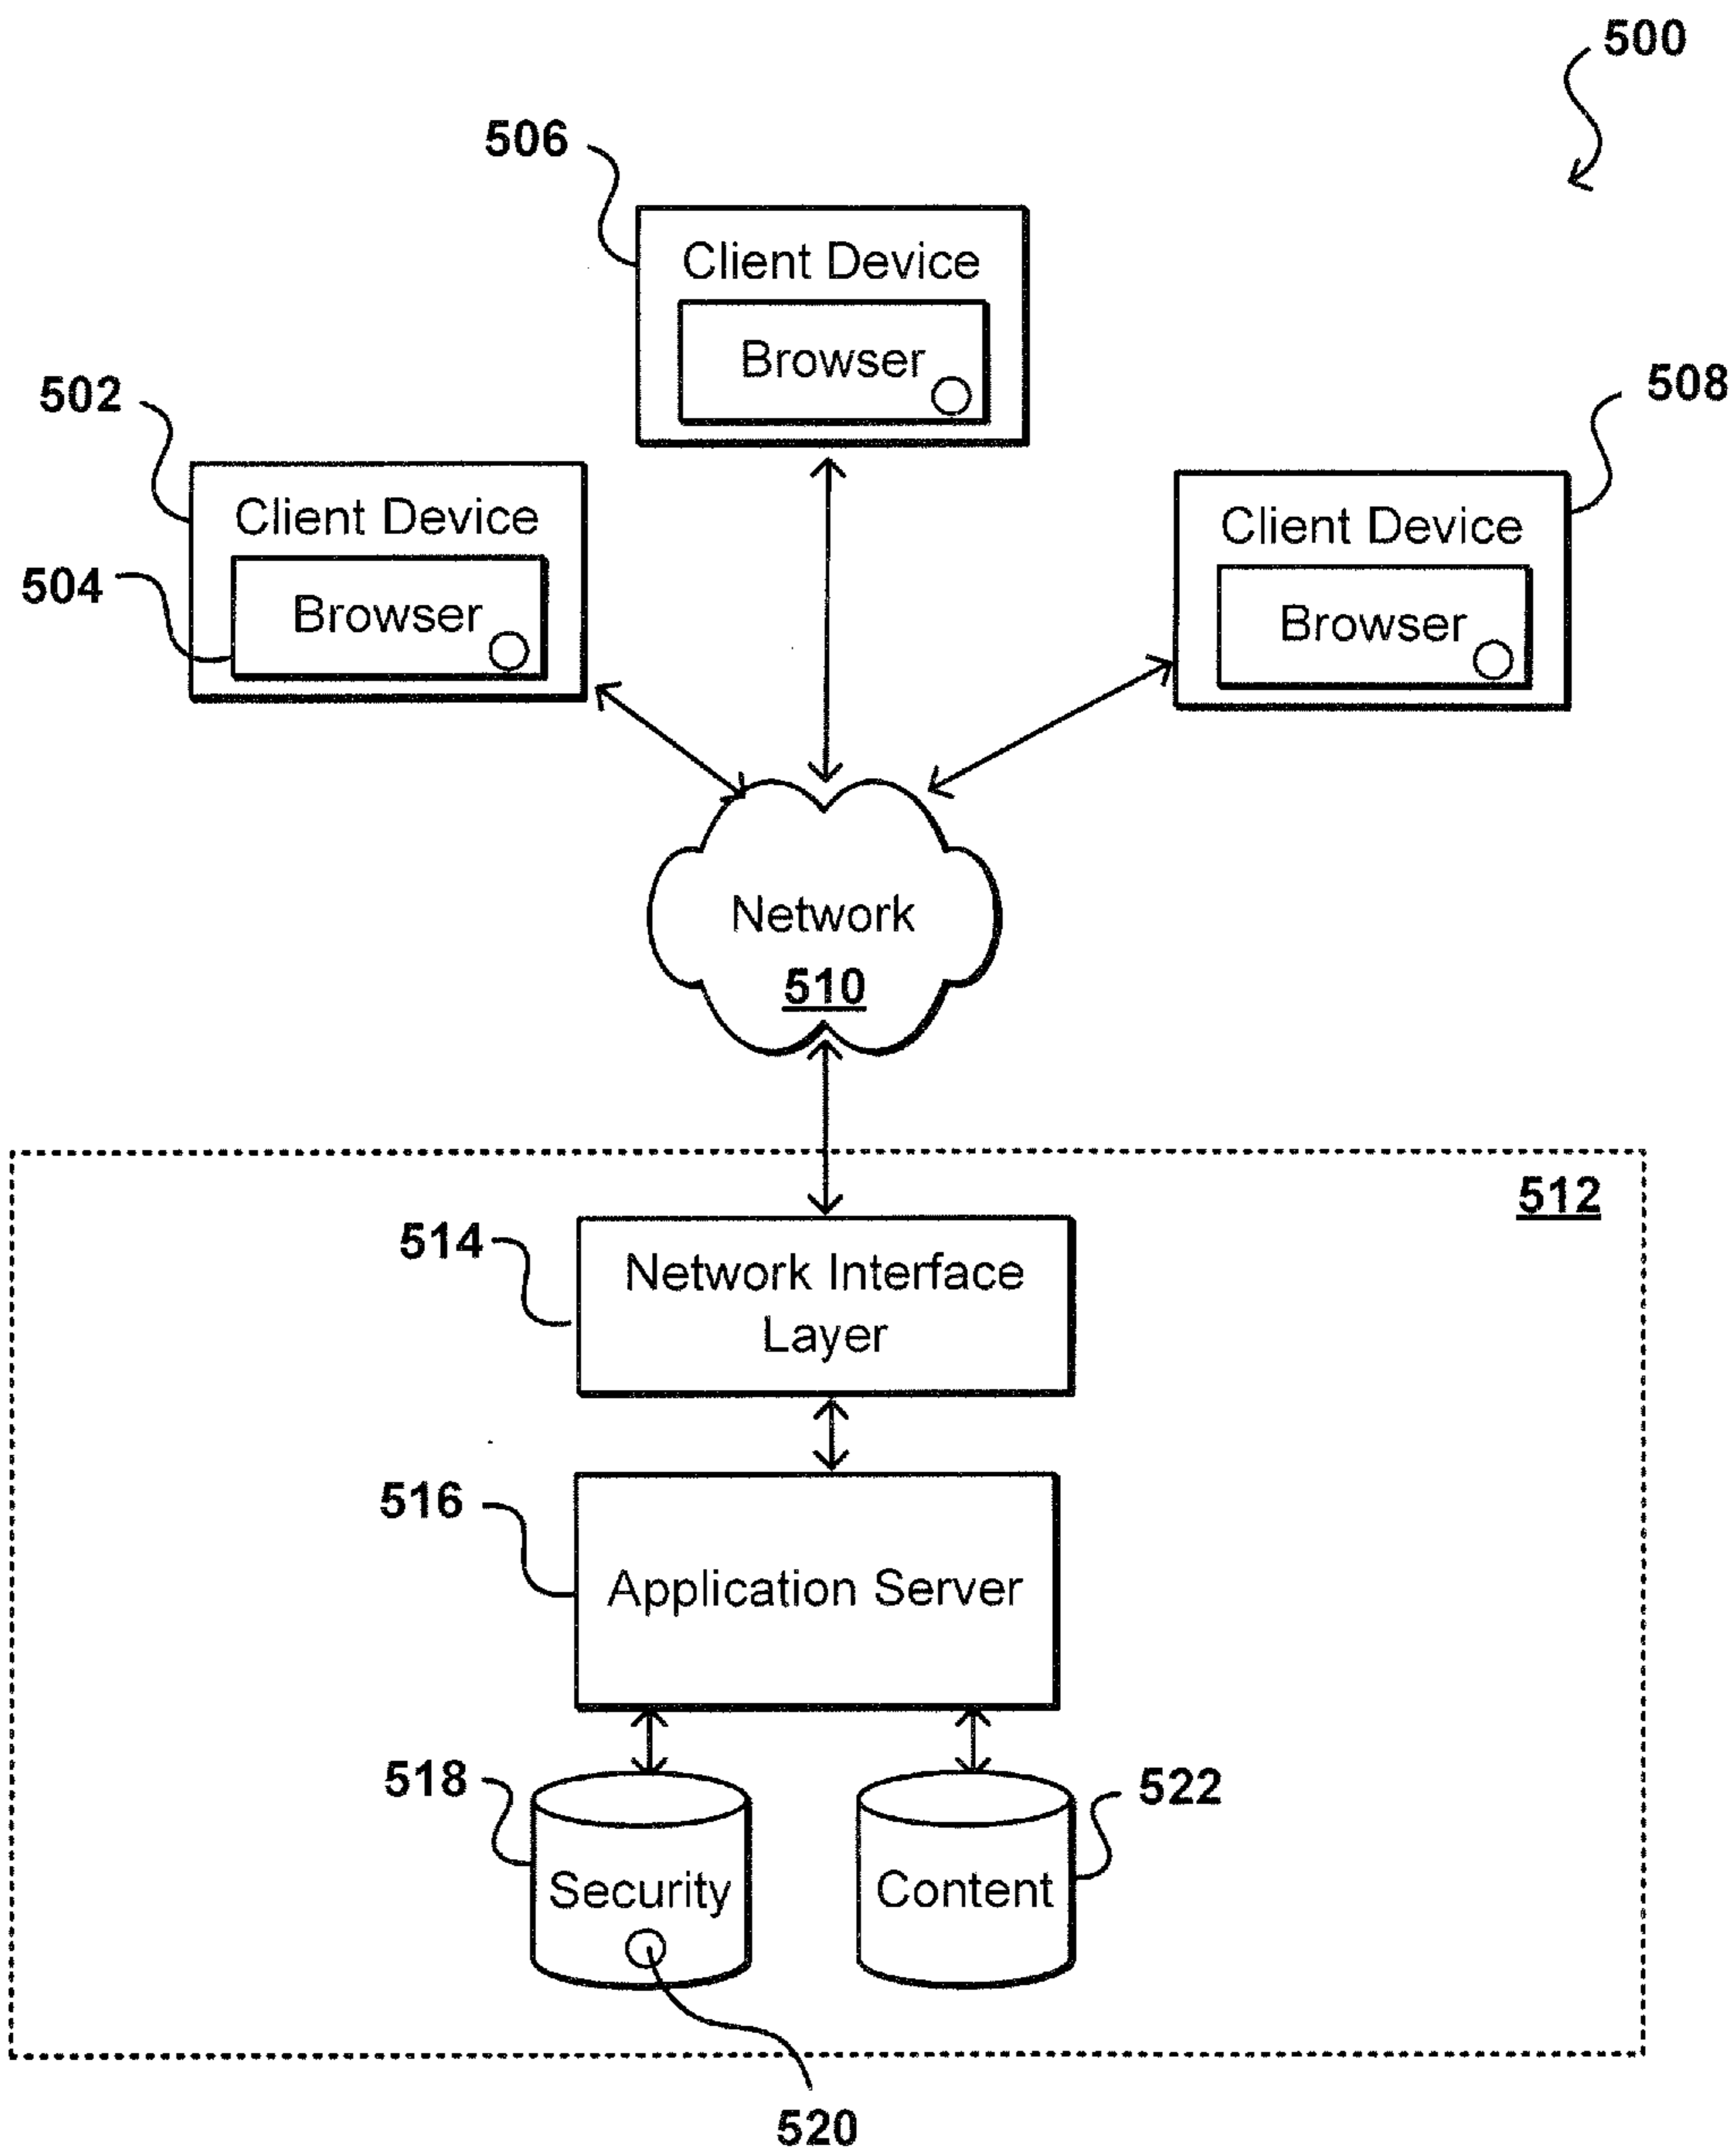 500
506
Client Device
Browser
502
Client Device
504
Browser
508
Client Device
Browser
Network
510
512
514
Network Interface
Layer
516
Application Server
518
Security
522
Content
520